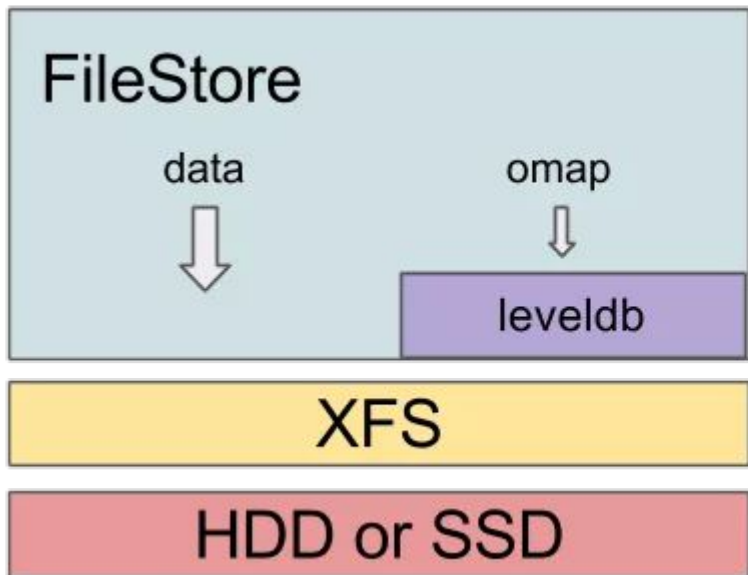 FileStore
data
omap
leveldb
XFS
HDD or SSD